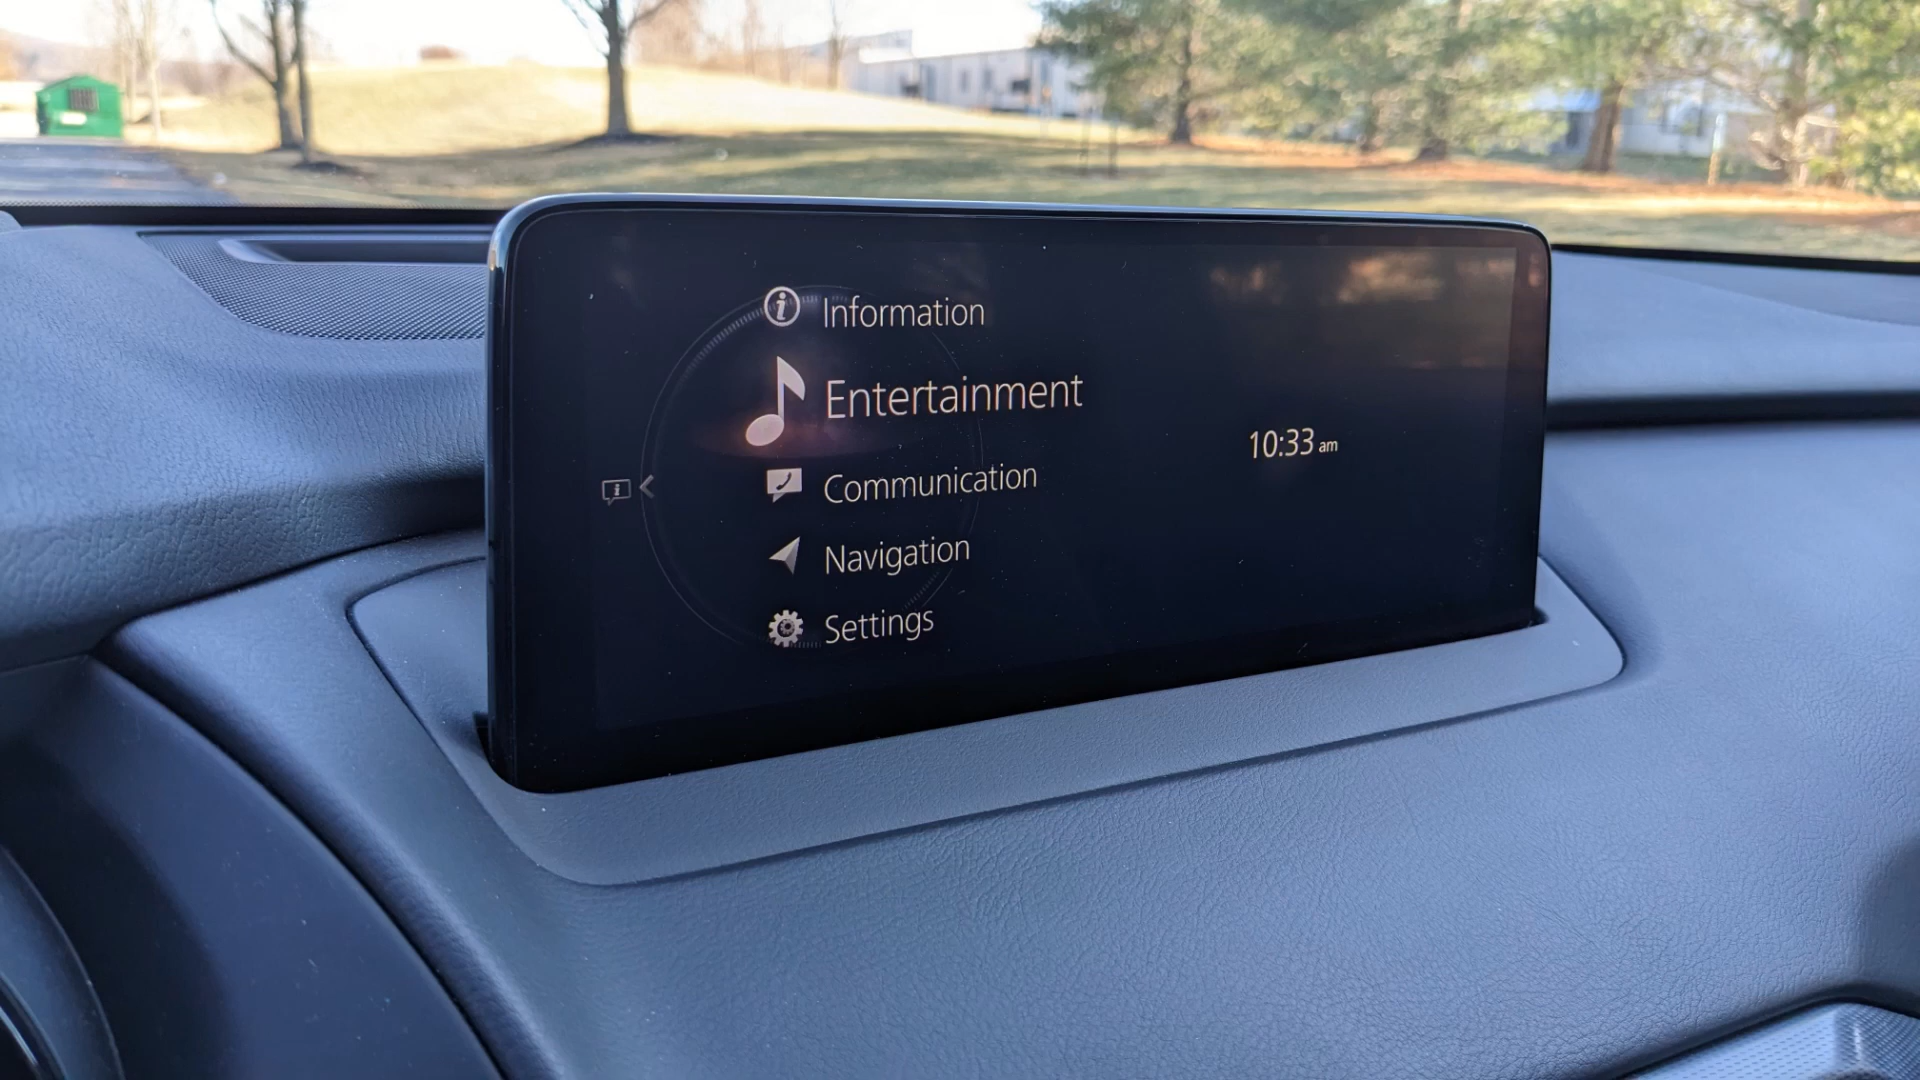 Information
Entertainment
Communication
Navigation
Settings
10:33 am